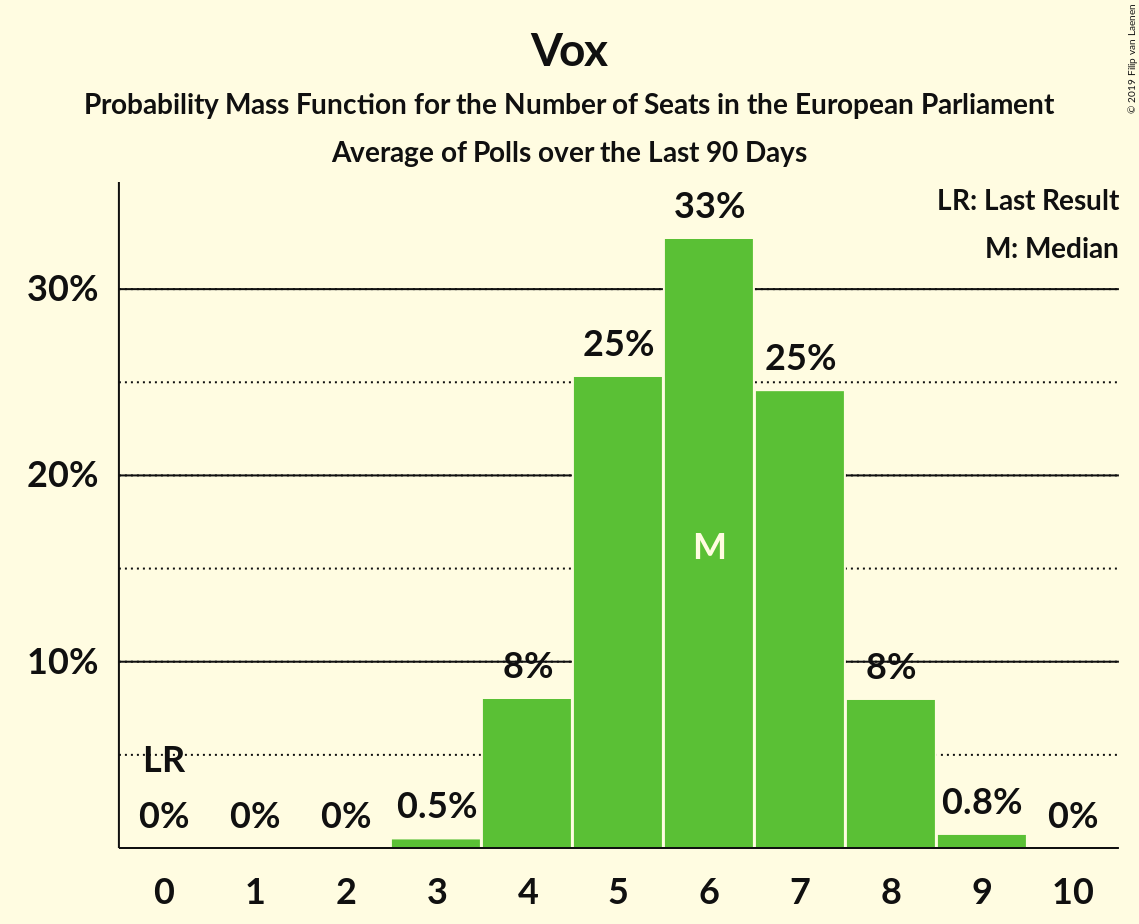 Vox
Probability Mass Function for the Number of Seats in the European Parliament
Average of Polls over the Last 90 Days
© 2019 Filip van Laenen
LR: Last Result
M: Median
30%
20%
10%
LR
0%
0%
0%
0.5%
8%
25%
33%
25%
8%
0.8%
0%
M
0 1 2 3 4 5 6 7 8 9 10